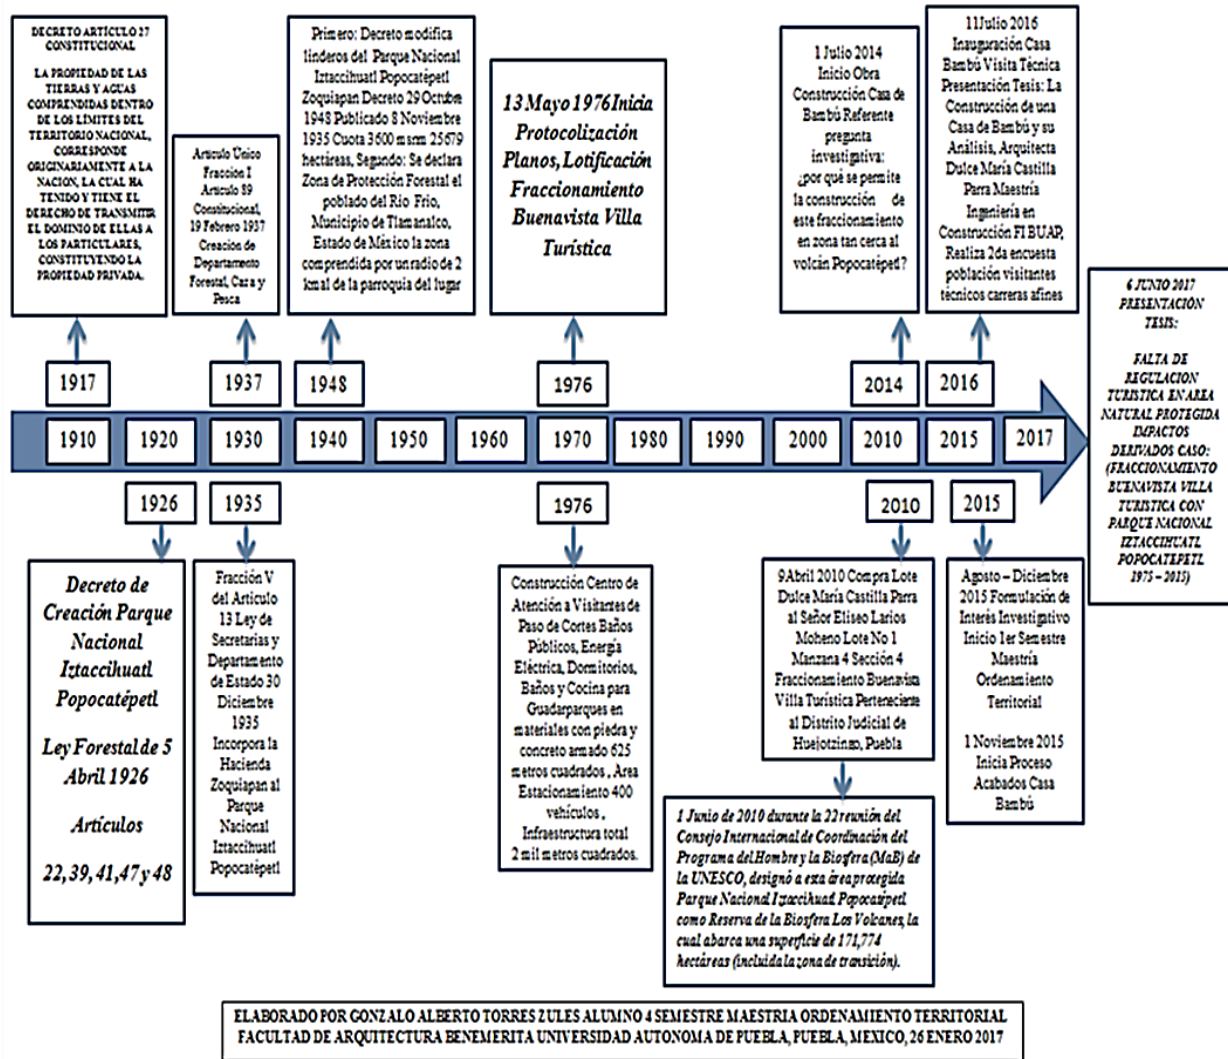 DECRETO ARTÍCULO 27
CONSTITUCIONAL
LA PROPIEDAD DE LAS
TIERRAS Y AGUAS
COMPRENDIDAS DENTRO
DE LOS LÍMITES DEL
TERRITORIO NACIONAL,
CORRESPONDE
ORIGINARIAMENTE A LA
NACION, LA CUAL HA
TENIDO Y TIENE EL
DERECHO DE TRANSMITIR
EL DOMINIO DE ELLAS A
LOS PARTICULARES,
CONSTITUYENDO LA
PROPIEDAD PRIVADA.
Artículo Único
Fracción I
Artículo 89
Constitucional,
19 Febrero 1937
Creación de
Departamento
Forestal, Caza y
Pesca
Primero: Decreto modifica
linderos del Parque Nacional
Iztaccihuatl Popocatépetl
Zoquiapan Decreto 29 Octubre
1948 Publicado 8 Noviembre
1935 Cuota 3600 msnm 25679
hectáreas, Segundo: Se declara
Zona de Protección Forestal el
poblado del Rio Frio,
Municipio de Tlamanalco,
Estado de México la zona
comprendida por un radio de 2
kmal de la parroquia del lugar
13 Mayo 1976 Inicia
Protocolización
Planos, Lotificación
Fraccionamiento
Buenavista Villa
Turística
1 Julio 2014
Inicio Obra
Construcción Casa de
Bambú Referente
pregunta
investigativa:
¿por qué se permite
la construcción de
este fraccionamiento
en zona tan cerca al
volcán Popocatépetl?
11Julio 2016
Inauguración Casa
Bambú Visita Técnica
Presentación Tesis: La
Construcción de una
Casa de Bambú y su
Análisis, Arquitecta
Dulce María Castilla
Parra Maestría
Ingeniería en
Construcción FI BUAP,
Realiza 2da encuesta
población visitantes
técnicos carreras afines
6 JUNIO 2017
PRESENTACIÓN
TESIS:
FALTA DE
REGULACION
TURISTICA EN AREA
NATURAL PROTEGIDA
IMPACTOS
DERIVADOS CASO:
(FRACCIONAMIENTO
BUENAVISTA VILLA
TURISTICA CON
PARQUE NACIONAL
IZTACCIHUATL
POPOCATEPETL
1975 – 2015)
1917 1937 1948 1976 2014 2016
1910 1920 1930 1940 1950 1960 1970 1980 1990 2000 2010 2015 2017
1926 1935 1976 2010 2015
Decreto de
Creación Parque
Nacional
Iztaccihuatl
Popocatépetl
Ley Forestal de 5
Abril 1926
Artículos
22, 39, 41, 47 y 48
Fracción V
del Artículo
13 Ley de
Secretarias y
Departamento
de Estado 30
Diciembre
1935
Incorpora la
Hacienda
Zoquiapan al
Parque
Nacional
Iztaccihuatl
Popocatépetl
Construcción Centro de
Atención a Visitantes de
Paso de Cortes Baños
Públicos, Energía
Eléctrica, Dormitorios,
Baños y Cocina para
Guadarparques en
materiales con piedra y
concreto armado 625
metros cuadrados , Area
Estacionamiento 400
vehículos ,
Infraestructura total
2 mil metros cuadrados.
9 Abril 2010 Compra Lote
Dulce María Castilla Parra
al Señor Eliseo Larios
Moheno Lote No 1
Manzana 4 Sección 4
Fraccionamiento Buenavista
Villa Turística Perteneciente
al Distrito Judicial de
Huejotzingo, Puebla
1 Junio de 2010 durante la 22 reunión del
Consejo Internacional de Coordinación del
Programa del Hombre y la Biosfera (MaB) de
la UNESCO, designó a esa área protegida
Parque Nacional Iztaccihuatl Popocatépetl
como Reserva de la Biosfera Los Volcanes, la
cual abarca una superficie de 171,774
hectáreas (incluida la zona de transición).
Agosto – Diciembre
2015 Formulación de
Interés Investigativo
Inicio 1er Semestre
Maestría
Ordenamiento
Territorial
1 Noviembre 2015
Inicia Proceso
Acabados Casa
Bambú
ELABORADO POR GONZALO ALBERTO TORRES ZULES ALUMNO 4 SEMESTRE MAESTRIA ORDENAMIENTO TERRITORIAL
FACULTAD DE ARQUITECTURA BENEMERITA UNIVERSIDAD AUTONOMA DE PUEBLA, PUEBLA, MEXICO, 26 ENERO 2017